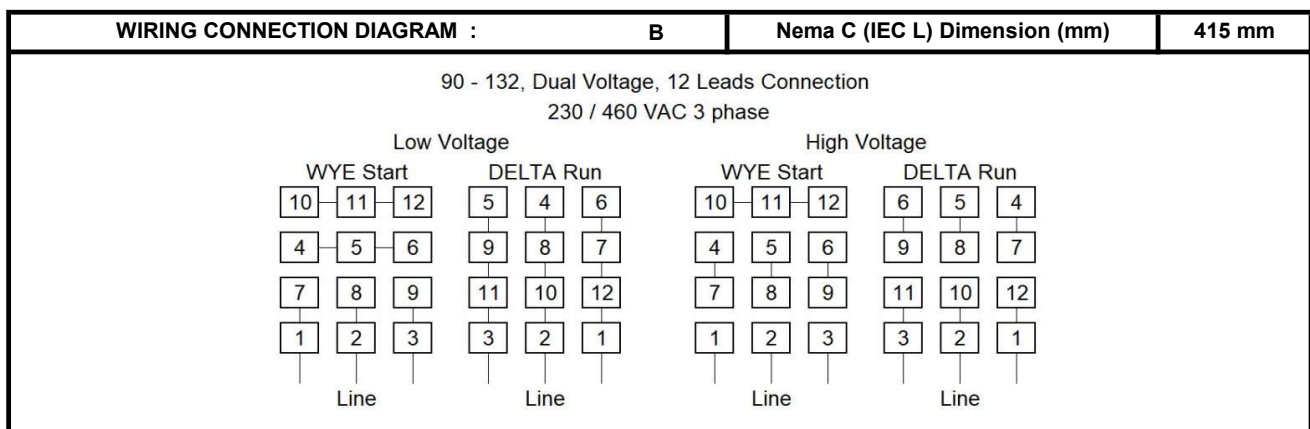 WIRING CONNECTION DIAGRAM : B Nema C (IEC L) Dimension (mm) 415 mm
90 - 132, Dual Voltage, 12 Leads Connection
230 / 460 VAC 3 phase
Low Voltage High Voltage
WYE Start DELTA Run WYE Start DELTA Run
10 11 12 5 4 6 10 11 12 6 5 4
4 5 6 9 8 7 4 5 6 9 8 7
7 8 9 11 10 12 7 8 9 11 10 12
1 2 3 3 2 1 1 2 3 3 2 1
Line Line Line Line